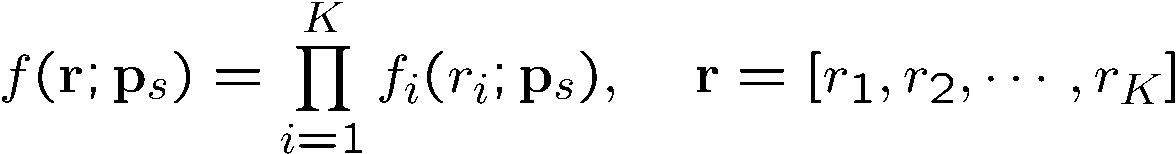 f(r; p_s) = ∏_{i=1}^{K} f_i(r_i; p_s), r = [r_1, r_2, ⋯ , r_K]